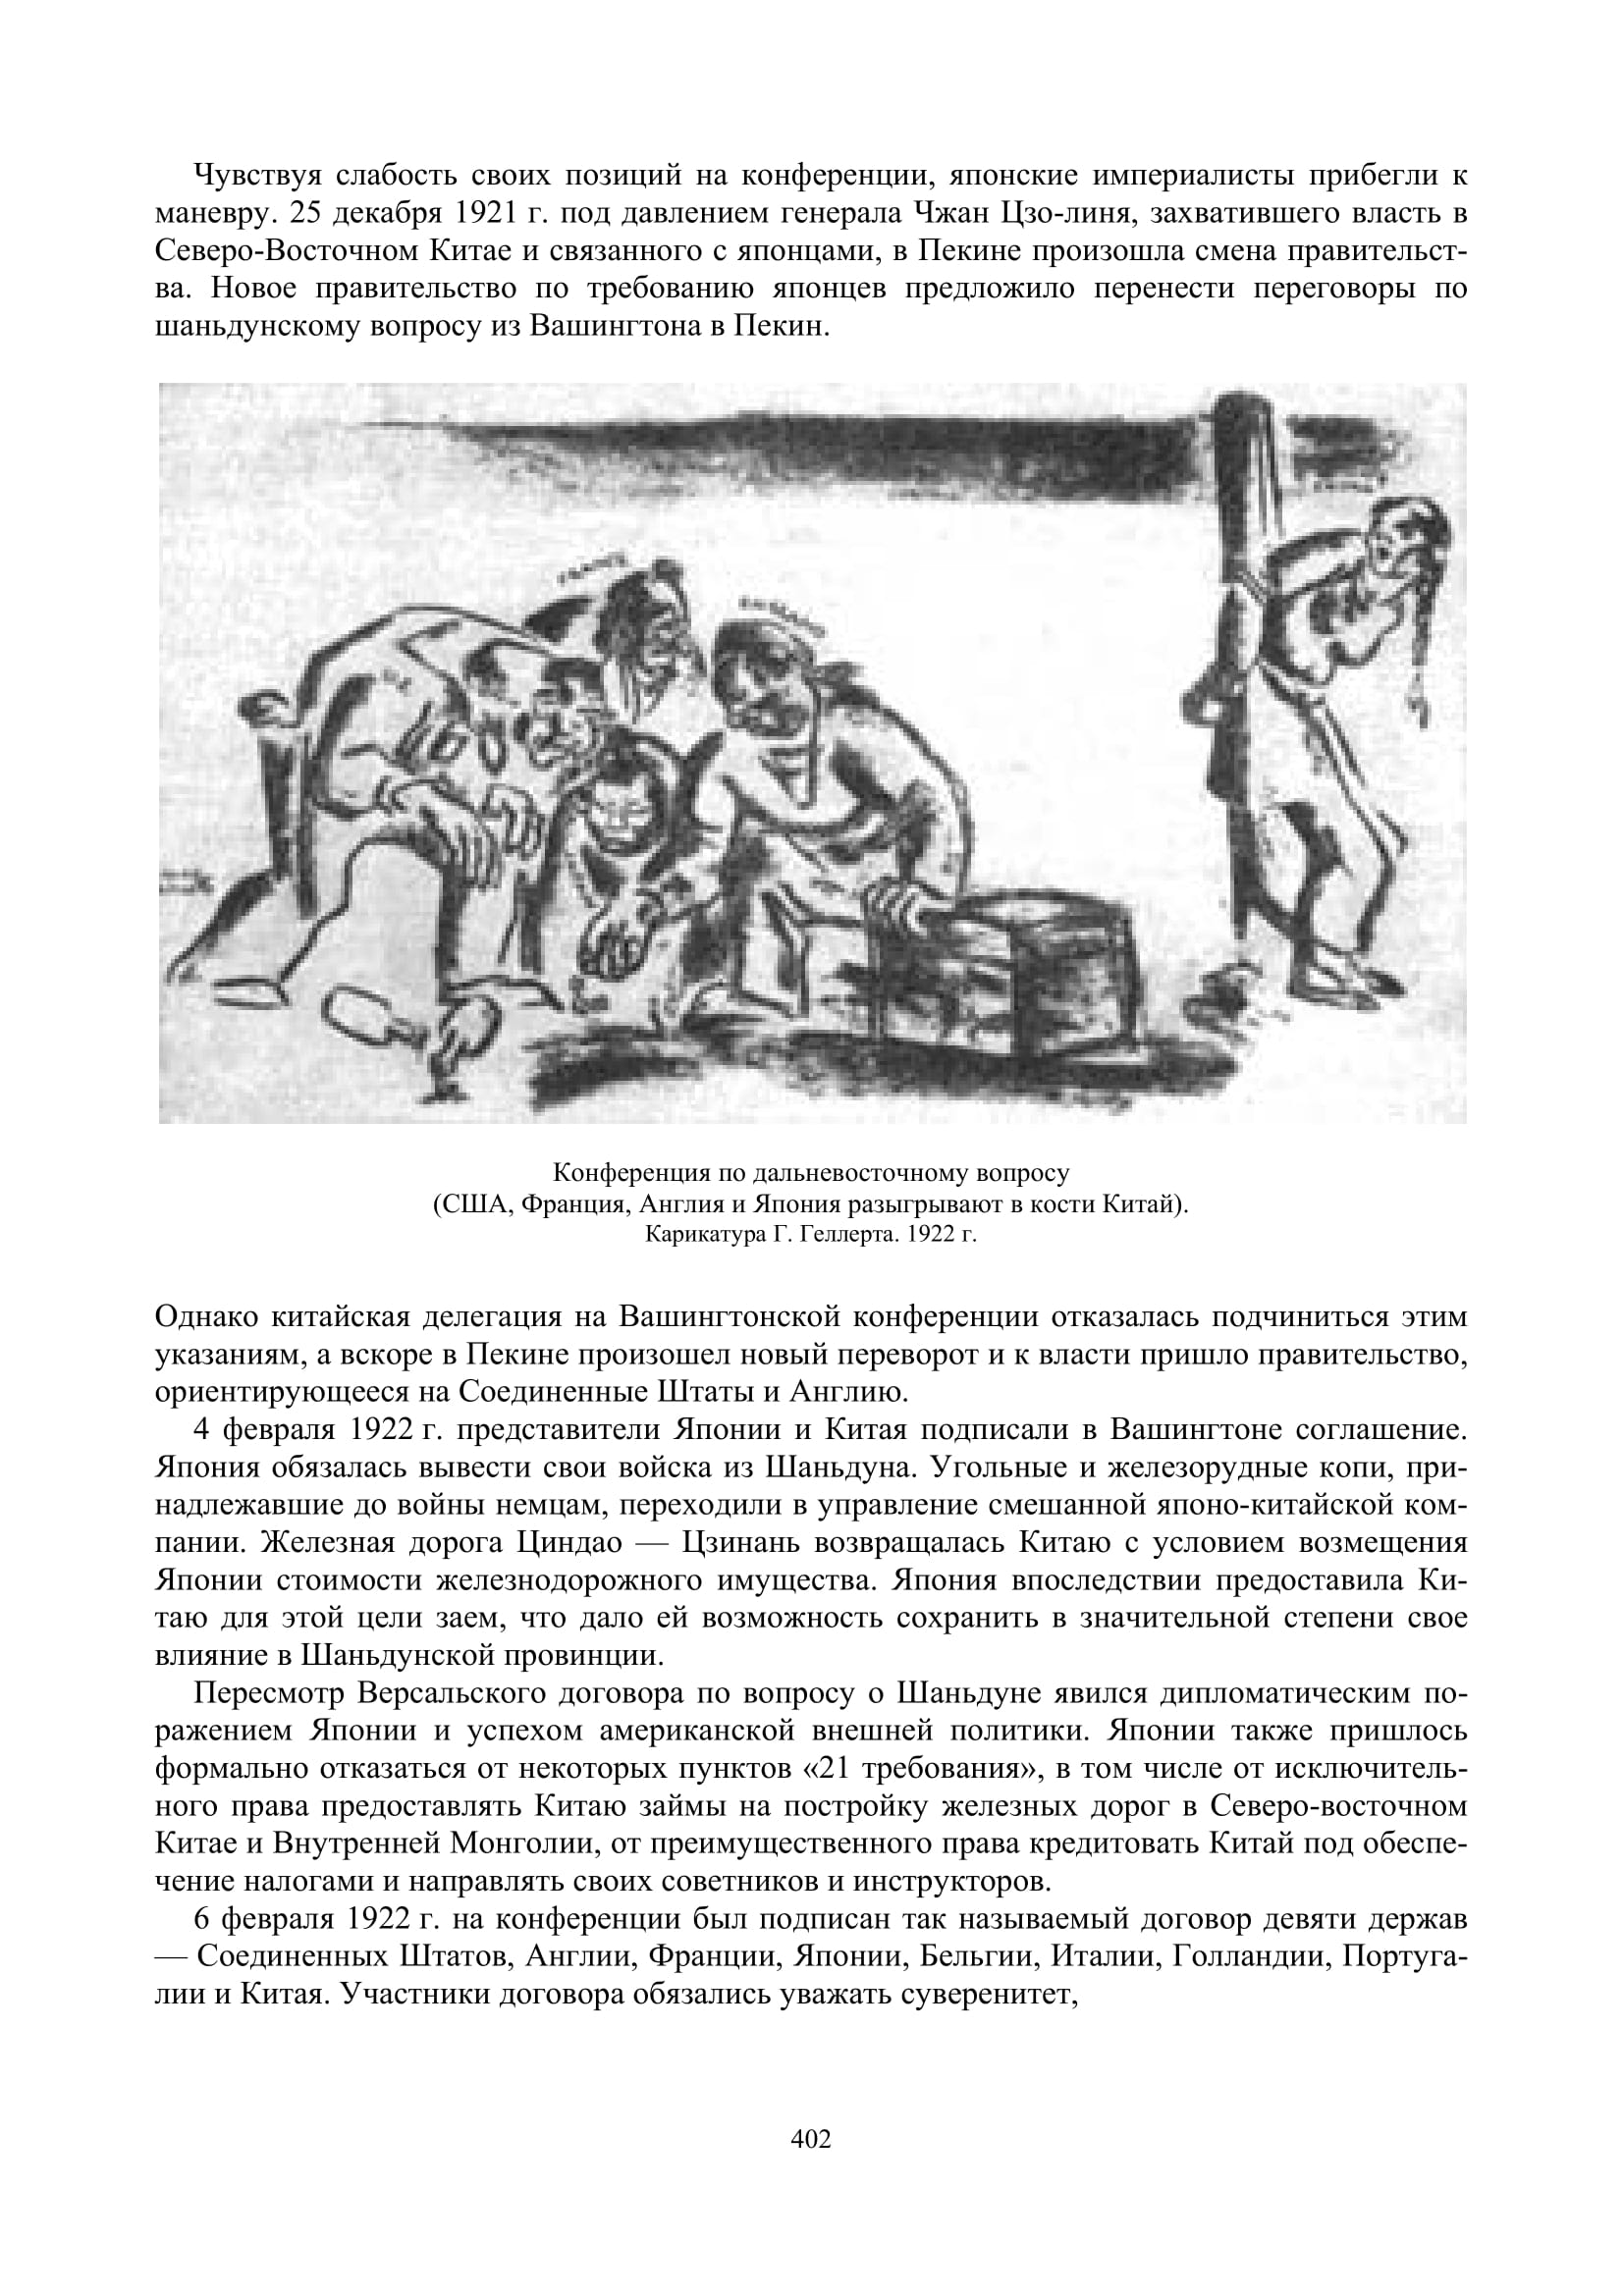 Чувствуя слабость своих позиций на конференции, японские империалисты прибегли к
маневру. 25 декабря 1921 г. под давлением генерала Чжан Цзо-линя, захватившего власть в
Северо-Восточном Китае и связанного с японцами, в Пекине произошла смена правительст-
ва. Новое правительство по требованию японцев предложило перенести переговоры по
шаньдунскому вопросу из Вашингтона в Пекин.
Конференция по дальневосточному вопросу
(США, Франция, Англия и Япония разыгрывают в кости Китай).
Карикатура Г. Геллерта. 1922 г.
Однако китайская делегация на Вашингтонской конференции отказалась подчиниться этим
указаниям, а вскоре в Пекине произошел новый переворот и к власти пришло правительство,
ориентирующееся на Соединенные Штаты и Англию.
4 февраля 1922 г. представители Японии и Китая подписали в Вашингтоне соглашение.
Япония обязалась вывести свои войска из Шаньдуна. Угольные и железорудные копи, при-
надлежавшие до войны немцам, переходили в управление смешанной японо-китайской ком-
пании. Железная дорога Циндао — Цзинань возвращалась Китаю с условием возмещения
Японии стоимости железнодорожного имущества. Япония впоследствии предоставила Ки-
таю для этой цели заем, что дало ей возможность сохранить в значительной степени свое
влияние в Шаньдунской провинции.
Пересмотр Версальского договора по вопросу о Шаньдуне явился дипломатическим по-
ражением Японии и успехом американской внешней политики. Японии также пришлось
формально отказаться от некоторых пунктов «21 требования», в том числе от исключитель-
ного права предоставлять Китаю займы на постройку железных дорог в Северо-восточном
Китае и Внутренней Монголии, от преимущественного права кредитовать Китай под обеспе-
чение налогами и направлять своих советников и инструкторов.
6 февраля 1922 г. на конференции был подписан так называемый договор девяти держав
— Соединенных Штатов, Англии, Франции, Японии, Бельгии, Италии, Голландии, Португа-
лии и Китая. Участники договора обязались уважать суверенитет,
402